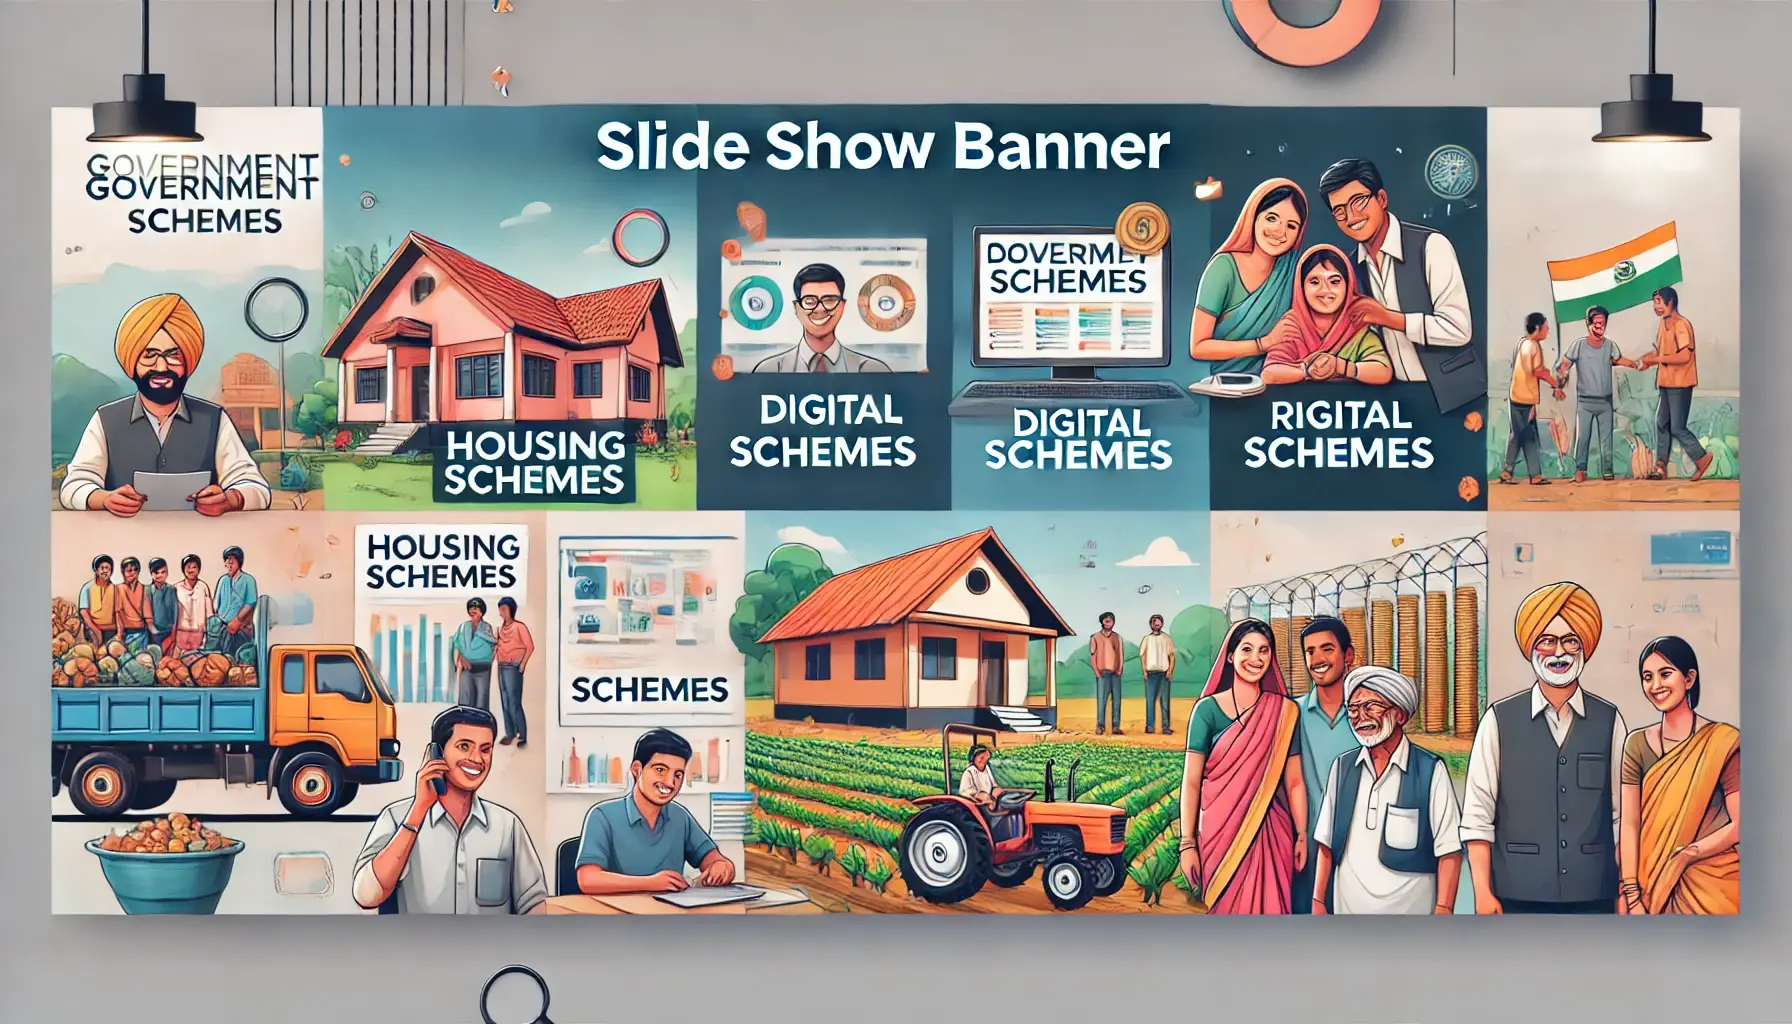 Slide Show Banner
GOVERNMENT
GOVERNMENT
SCHEMES
HOUSING
SCHEMES
DIGITAL
SCHEMES
DOVERMEY
SCHEMES
DIGITAL
SCHEMES
RIGITAL
SCHEMES
HOUSING
SCHEMES
SCHEMES